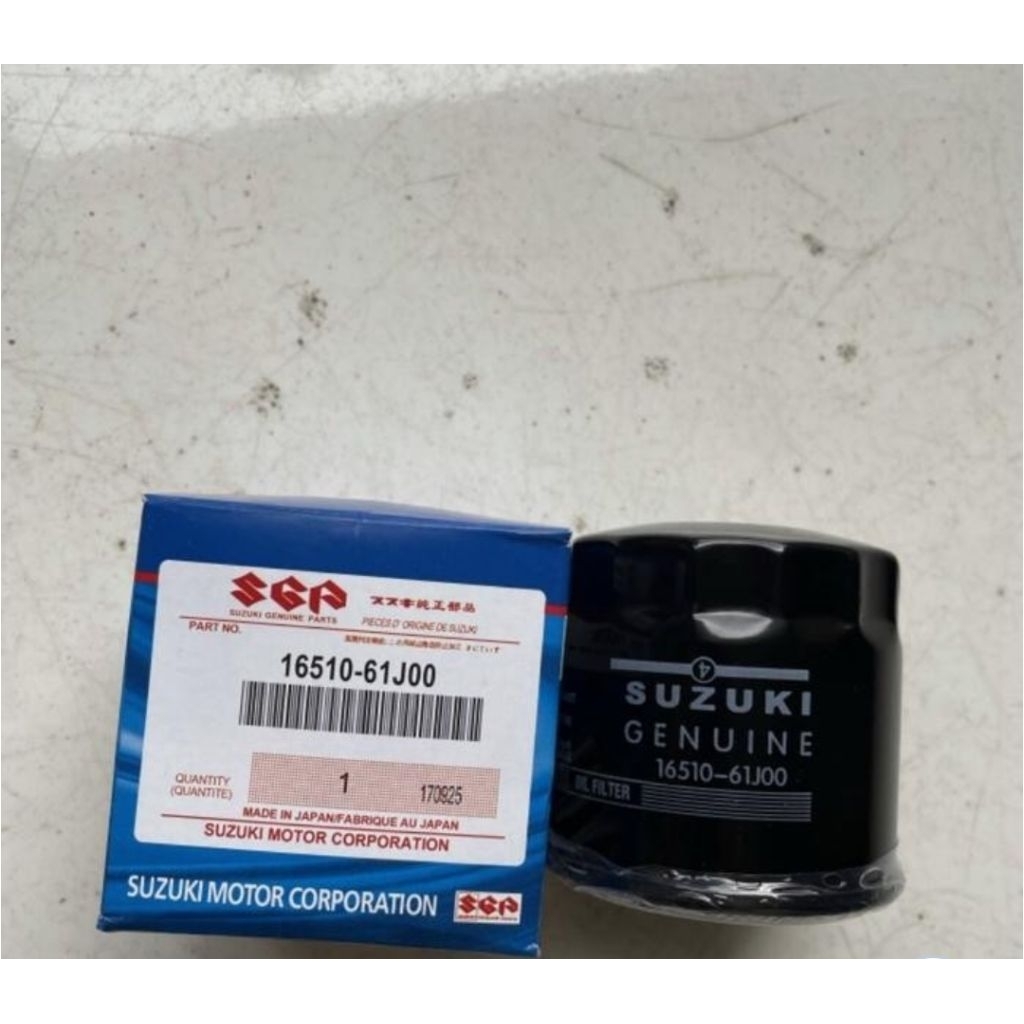 SGP スズキ純正部品
SUZUKI GENUINE PARTS PIECES D' ORIGINE DE SUZUKI
PART NO.
16510-61J00
QUANTITY
(QUANTITE)
1
170925
MADE IN JAPAN/FABRIQUE AU JAPAN
SUZUKI MOTOR CORPORATION
SUZUKI MOTOR CORPORATION
SGP
4
SUZUKI
GENUINE
16510-61J00
OIL FILTER